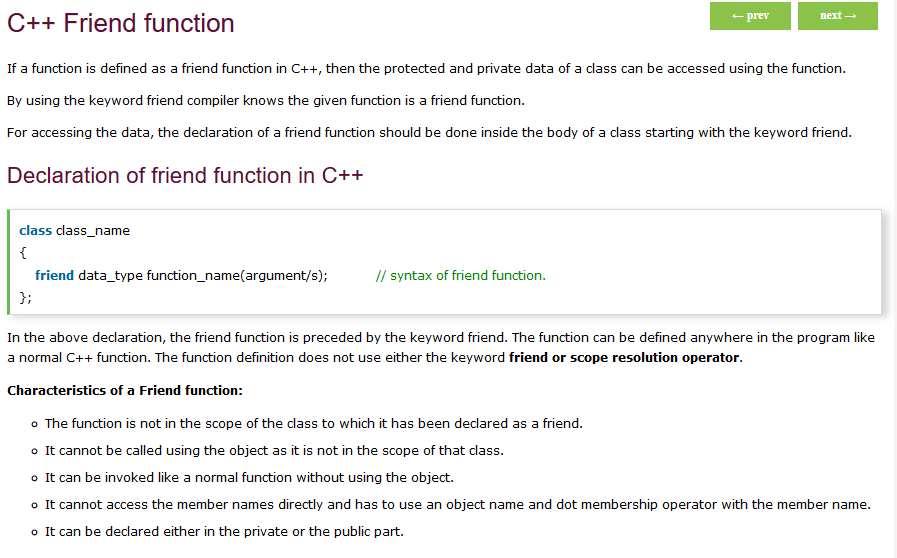 C++ Friend function
← prev
next →
If a function is defined as a friend function in C++, then the protected and private data of a class can be accessed using the function.
By using the keyword friend compiler knows the given function is a friend function.
For accessing the data, the declaration of a friend function should be done inside the body of a class starting with the keyword friend.
Declaration of friend function in C++
class class_name
{
friend data_type function_name(argument/s); // syntax of friend function.
};
In the above declaration, the friend function is preceded by the keyword friend. The function can be defined anywhere in the program like
a normal C++ function. The function definition does not use either the keyword friend or scope resolution operator.
Characteristics of a Friend function:
The function is not in the scope of the class to which it has been declared as a friend.
It cannot be called using the object as it is not in the scope of that class.
It can be invoked like a normal function without using the object.
It cannot access the member names directly and has to use an object name and dot membership operator with the member name.
It can be declared either in the private or the public part.